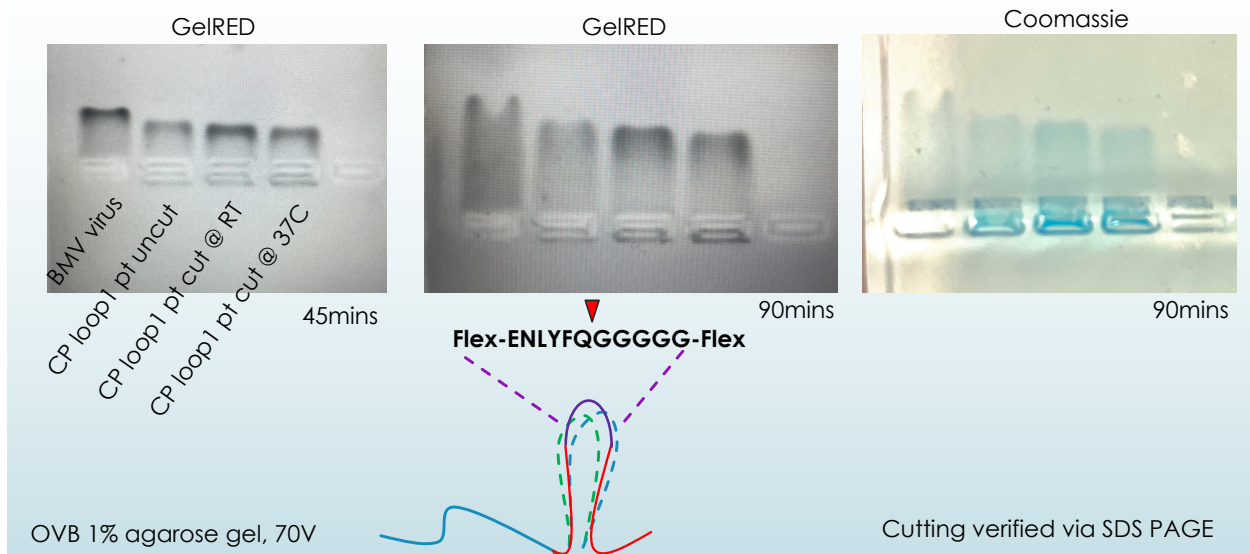 GelRED
GelRED
Coomassie
BMV virus
CP loop1 pt uncut
CP loop1 pt cut @ RT
CP loop1 pt cut @ 37C
45mins
90mins
90mins
Flex-ENLYFQGGGGG-Flex
OVB 1% agarose gel, 70V
Cutting verified via SDS PAGE